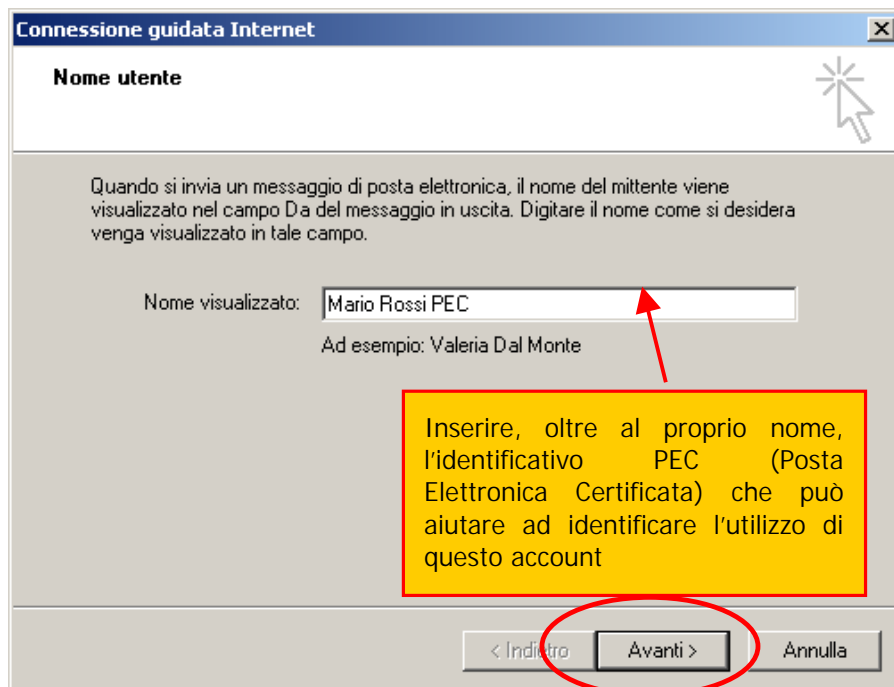 Connessione guidata Internet
Nome utente
Quando si invia un messaggio di posta elettronica, il nome del mittente viene
visualizzato nel campo Da del messaggio in uscita. Digitare il nome come si desidera
venga visualizzato in tale campo.
Nome visualizzato: Mario Rossi PEC
Ad esempio: Valeria Dal Monte
Inserire, oltre al proprio nome,
l'identificativo PEC (Posta
Elettronica Certificata) che può
aiutare ad identificare l'utilizzo di
questo account
< Indietro Avanti > Annulla